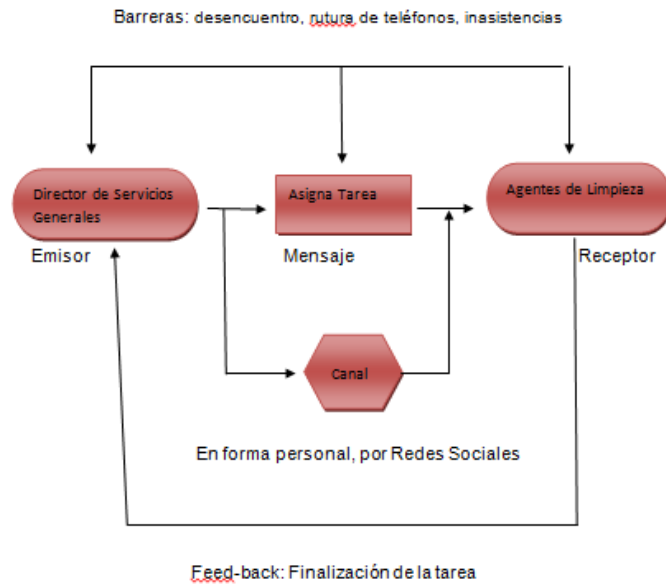 Barreras: desencuentro, rutura de teléfonos, inasistencias
Director de Servicios
Generales
Asigna Tarea
Agentes de Limpieza
Emisor
Mensaje
Receptor
Canal
En forma personal, por Redes Sociales
Feed-back: Finalización de la tarea